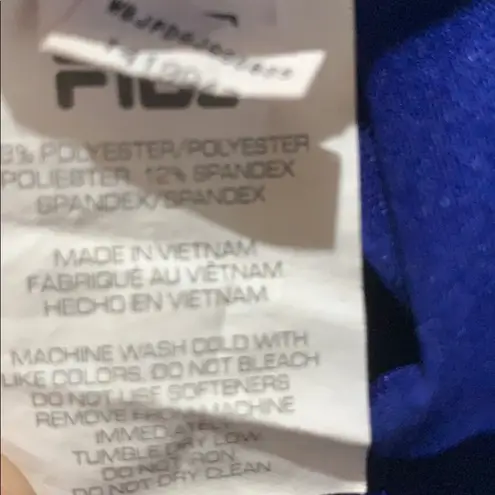 FILA
POLYESTER/POLYESTER
POLIESTER, 12% SPANDEX
SPANDEX/SPANDEX
MADE IN VIETNAM
FABRIQUÉ AU VIÊTNAM
HECHO EN VIETNAM
MACHINE WASH COLD WITH
LIKE COLORS. DO NOT BLEACH
DO NOT USE SOFTENERS
REMOVE FROM MACHINE
IMMEDIATELY
TUMBLE DRY LOW
DO NOT IRON
DO NOT DRY CLEAN